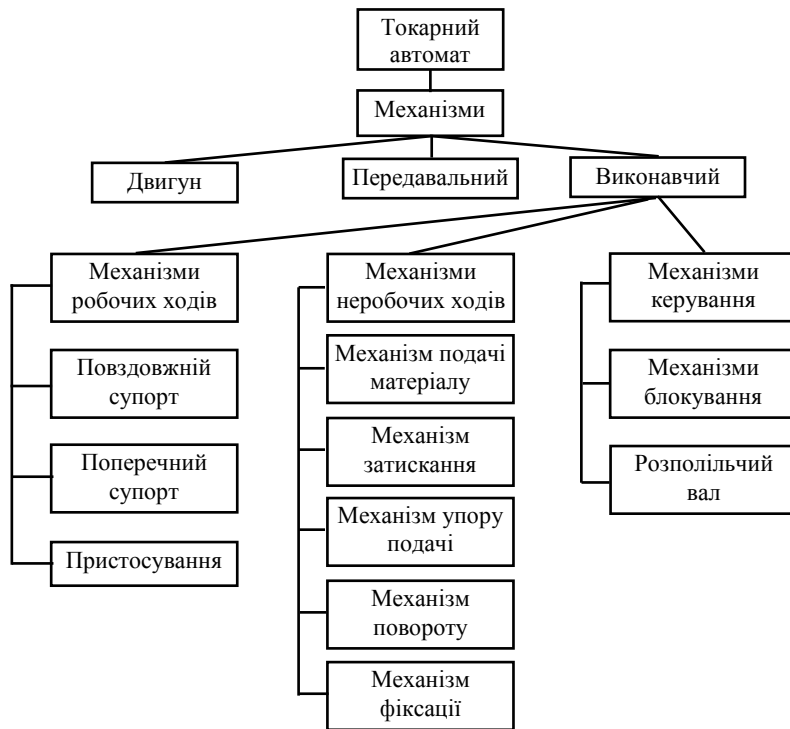 Токарний
автомат
Механізми
Двигун
Передавальний
Виконавчий
Механізми
робочих ходів
Повздовжній
супорт
Поперечний
супорт
Пристосування
Механізми
неробочих ходів
Механізм подачі
матеріалу
Механізм
затискання
Механізм упору
подачі
Механізм
повороту
Механізм
фіксації
Механізми
керування
Механізми
блокування
Розполільчий
вал